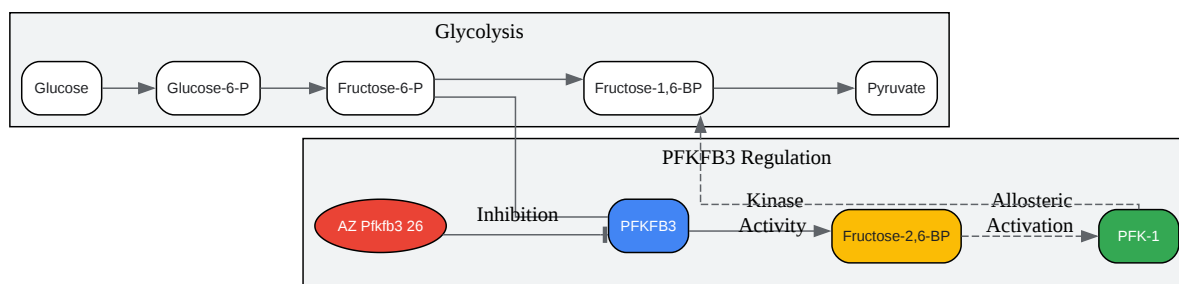 Glycolysis
Glucose
Glucose-6-P
Fructose-6-P
Fructose-1,6-BP
Pyruvate
PFKFB3 Regulation
AZ Pfkfb3 26
Inhibition
PFKFB3
Kinase
Activity
Fructose-2,6-BP
Allosteric
Activation
PFK-1